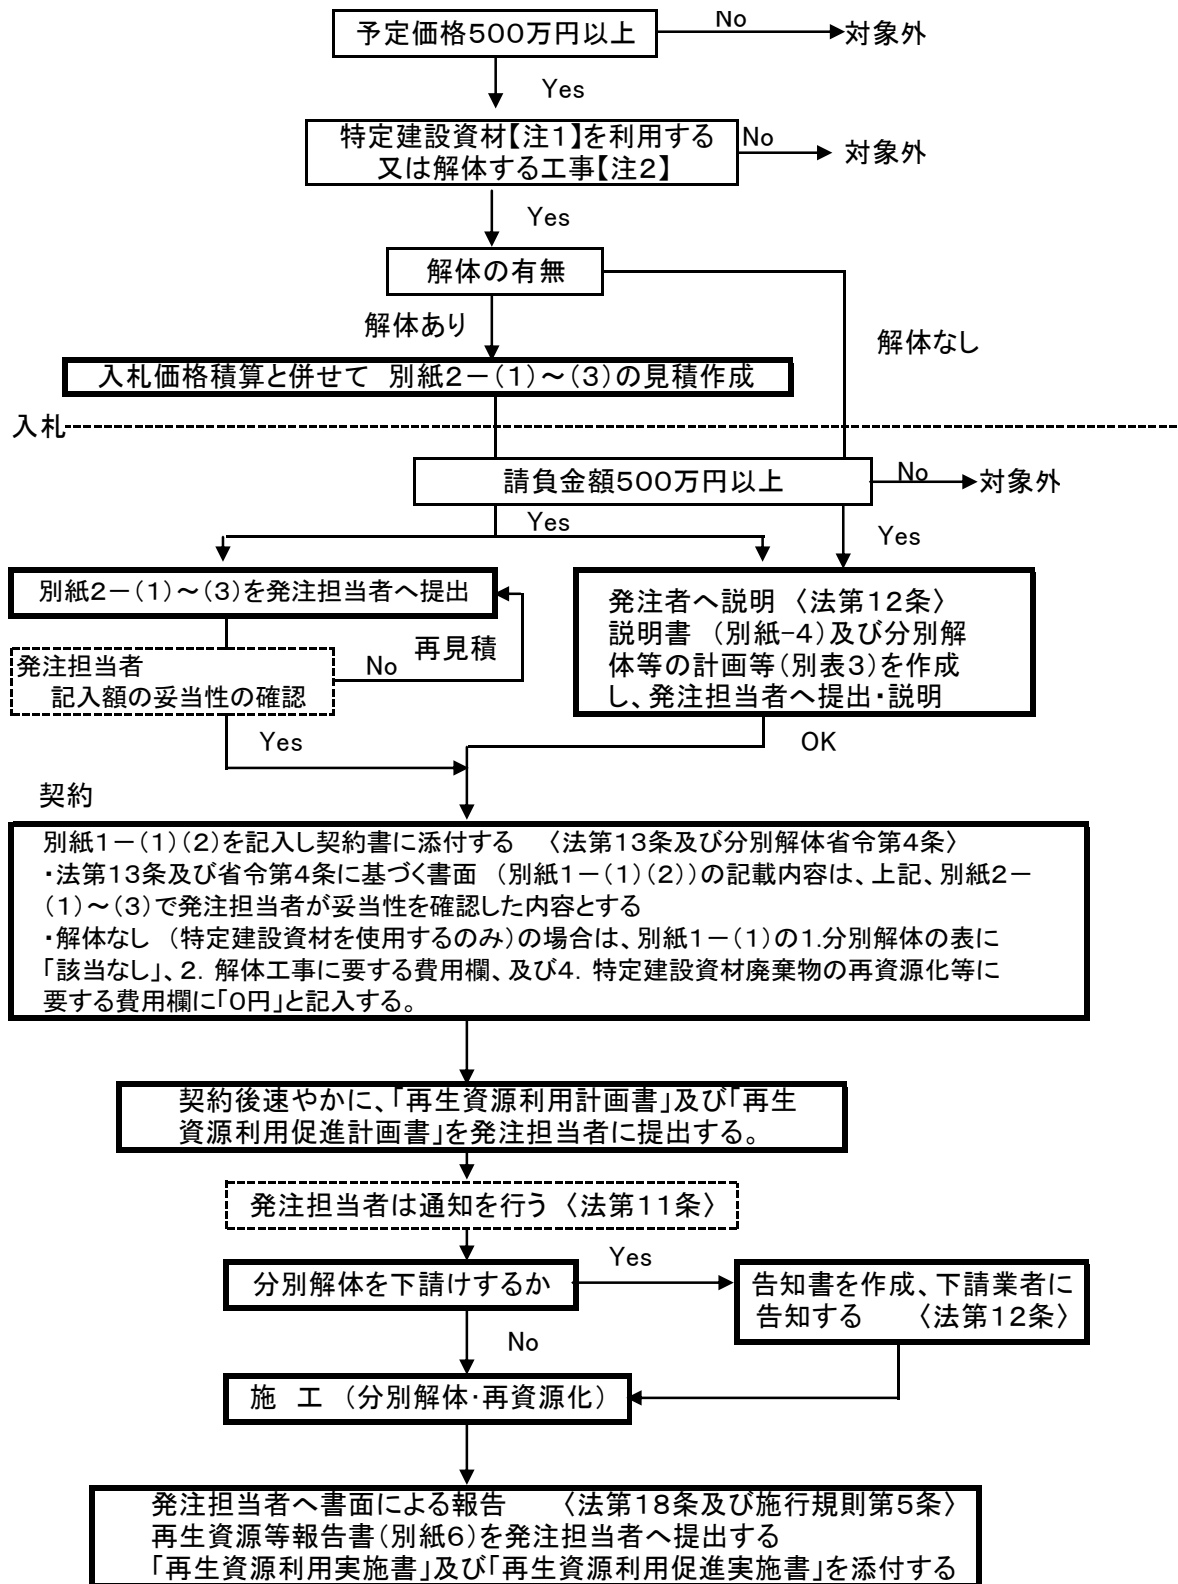 予定価格500万円以上
No
対象外
Yes
特定建設資材【注1】を利用する
又は解体する工事【注2】
No
対象外
Yes
解体の有無
解体あり
解体なし
入札価格積算と併せて 別紙2－(1)～(3)の見積作成
入札
請負金額500万円以上
No
対象外
Yes
Yes
別紙2－(1)～(3)を発注担当者へ提出
再見積
発注担当者
記入額の妥当性の確認
No
Yes
発注者へ説明 〈法第12条〉
説明書 (別紙-4)及び分別解
体等の計画等(別表3)を作成
し、発注担当者へ提出・説明
OK
契約
別紙1－(1)(2)を記入し契約書に添付する 〈法第13条及び分別解体省令第4条〉
・法第13条及び省令第4条に基づく書面 (別紙1－(1)(2))の記載内容は、上記、別紙2－
(1)～(3)で発注担当者が妥当性を確認した内容とする
・解体なし (特定建設資材を使用するのみ)の場合は、別紙1－(1)の1.分別解体の表に
「該当なし」、2. 解体工事に要する費用欄、及び4. 特定建設資材廃棄物の再資源化等に
要する費用欄に「0円」と記入する。
契約後速やかに、「再生資源利用計画書」及び「再生
資源利用促進計画書」を発注担当者に提出する。
発注担当者は通知を行う 〈法第11条〉
分別解体を下請けするか
Yes
告知書を作成、下請業者に
告知する 〈法第12条〉
No
施 工 (分別解体･再資源化)
発注担当者へ書面による報告 〈法第18条及び施行規則第5条〉
再生資源等報告書(別紙6)を発注担当者へ提出する
「再生資源利用実施書」及び「再生資源利用促進実施書」を添付する